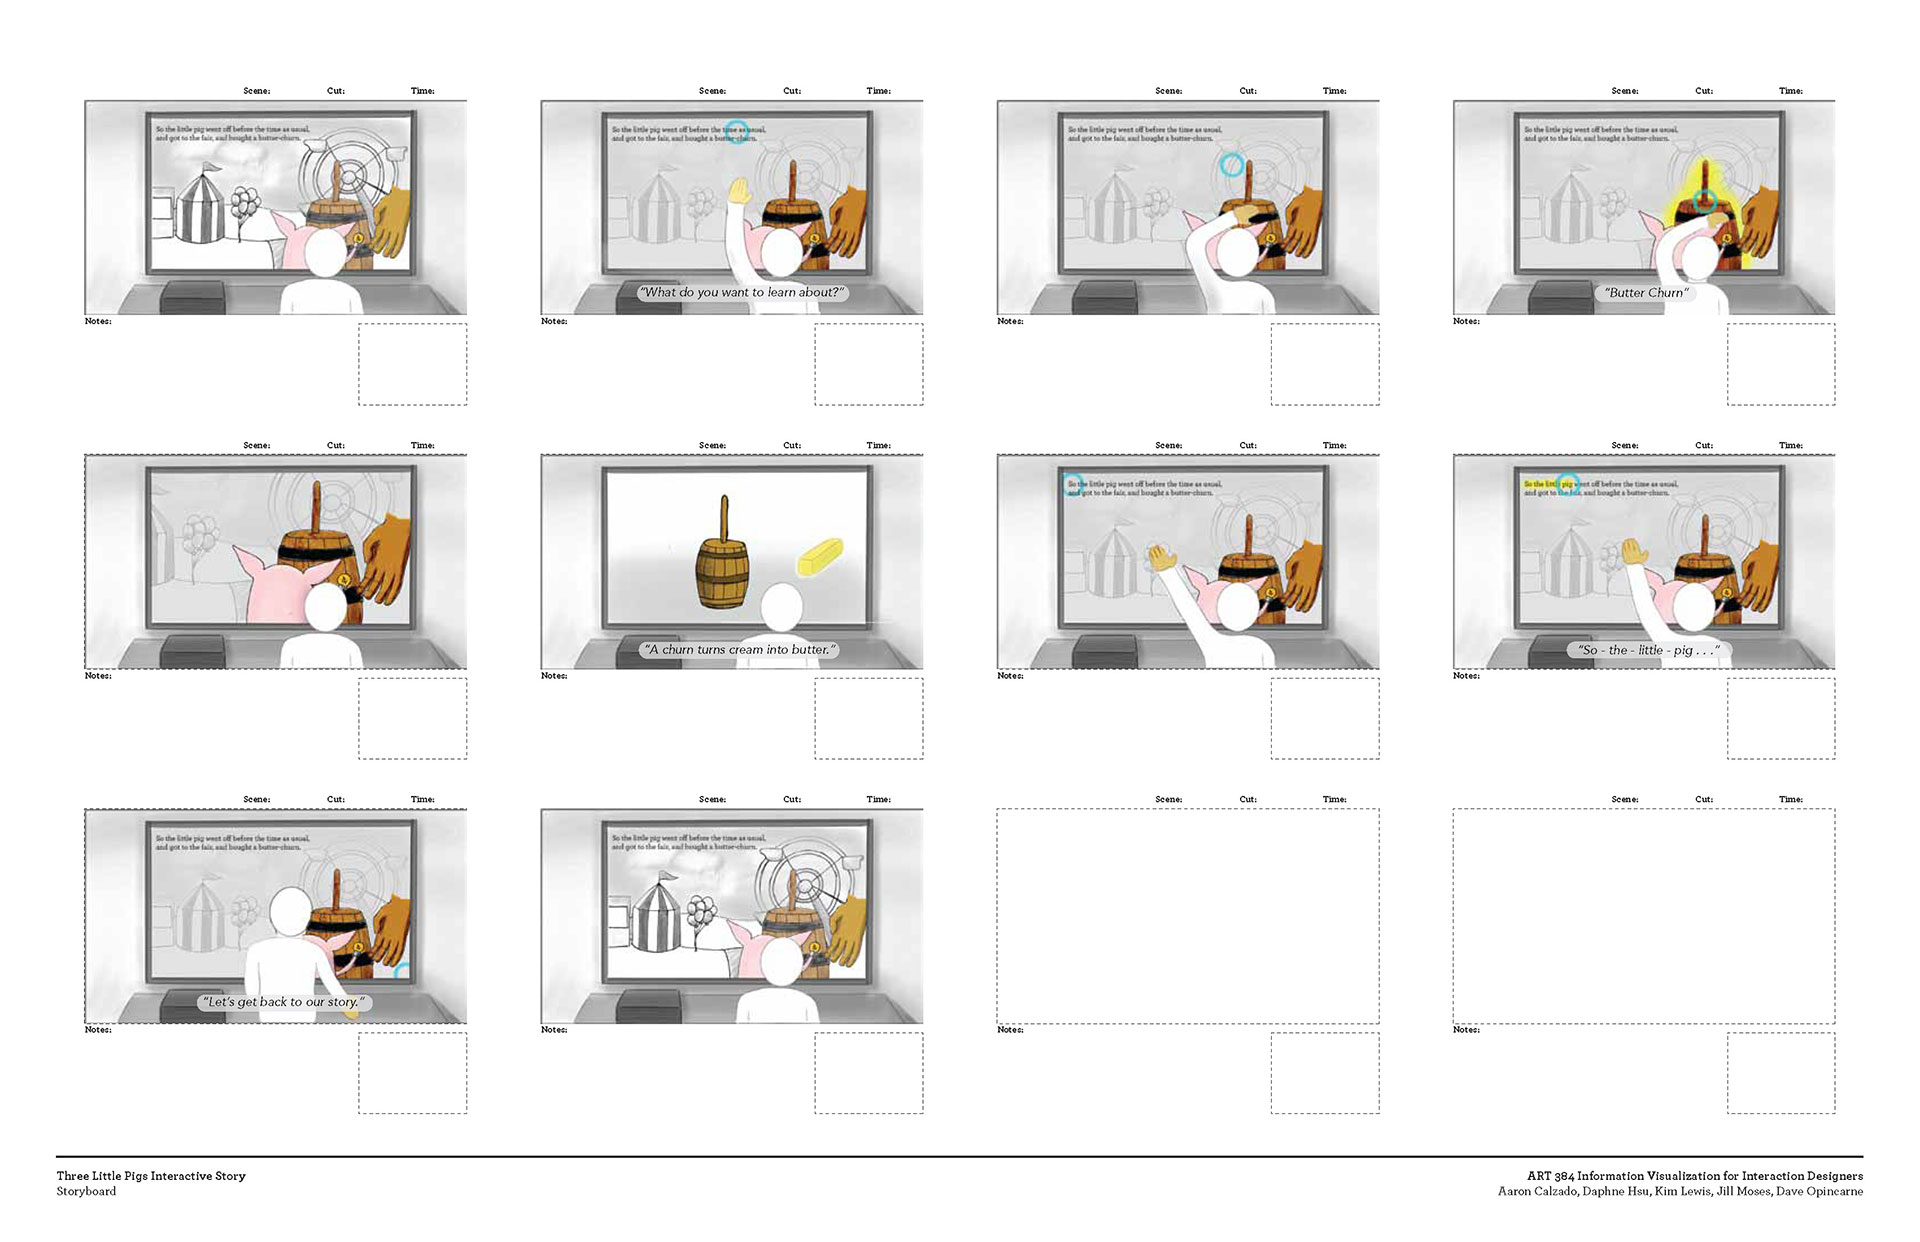 Scene: Cut: Time:
So the little pig went off before the time as usual,
and got to the fair, and bought a butter-churn.
Notes:
Scene: Cut: Time:
So the little pig went off before the time as usual,
and got to the fair, and bought a butter-churn.
"What do you want to learn about?"
Notes:
Scene: Cut: Time:
So the little pig went off before the time as usual,
and got to the fair, and bought a butter-churn.
Notes:
Scene: Cut: Time:
So the little pig went off before the time as usual,
and got to the fair, and bought a butter-churn.
"Butter Churn"
Notes:
Scene: Cut: Time:
Notes:
Scene: Cut: Time:
"A churn turns cream into butter."
Notes:
Scene: Cut: Time:
So the little pig went off before the time as usual,
and got to the fair, and bought a butter-churn.
Notes:
Scene: Cut: Time:
So the little pig went off before the time as usual,
and got to the fair, and bought a butter-churn.
"So - the - little - pig . . ."
Notes:
Scene: Cut: Time:
So the little pig went off before the time as usual,
and got to the fair, and bought a butter-churn.
"Let's get back to our story."
Notes:
Scene: Cut: Time:
So the little pig went off before the time as usual,
and got to the fair, and bought a butter-churn.
Notes:
Scene: Cut: Time:
Notes:
Scene: Cut: Time:
Notes:
Three Little Pigs Interactive Story
Storyboard
ART 384 Information Visualization for Interaction Designers
Aaron Calzado, Daphne Hsu, Kim Lewis, Jill Moses, Dave Opincarne